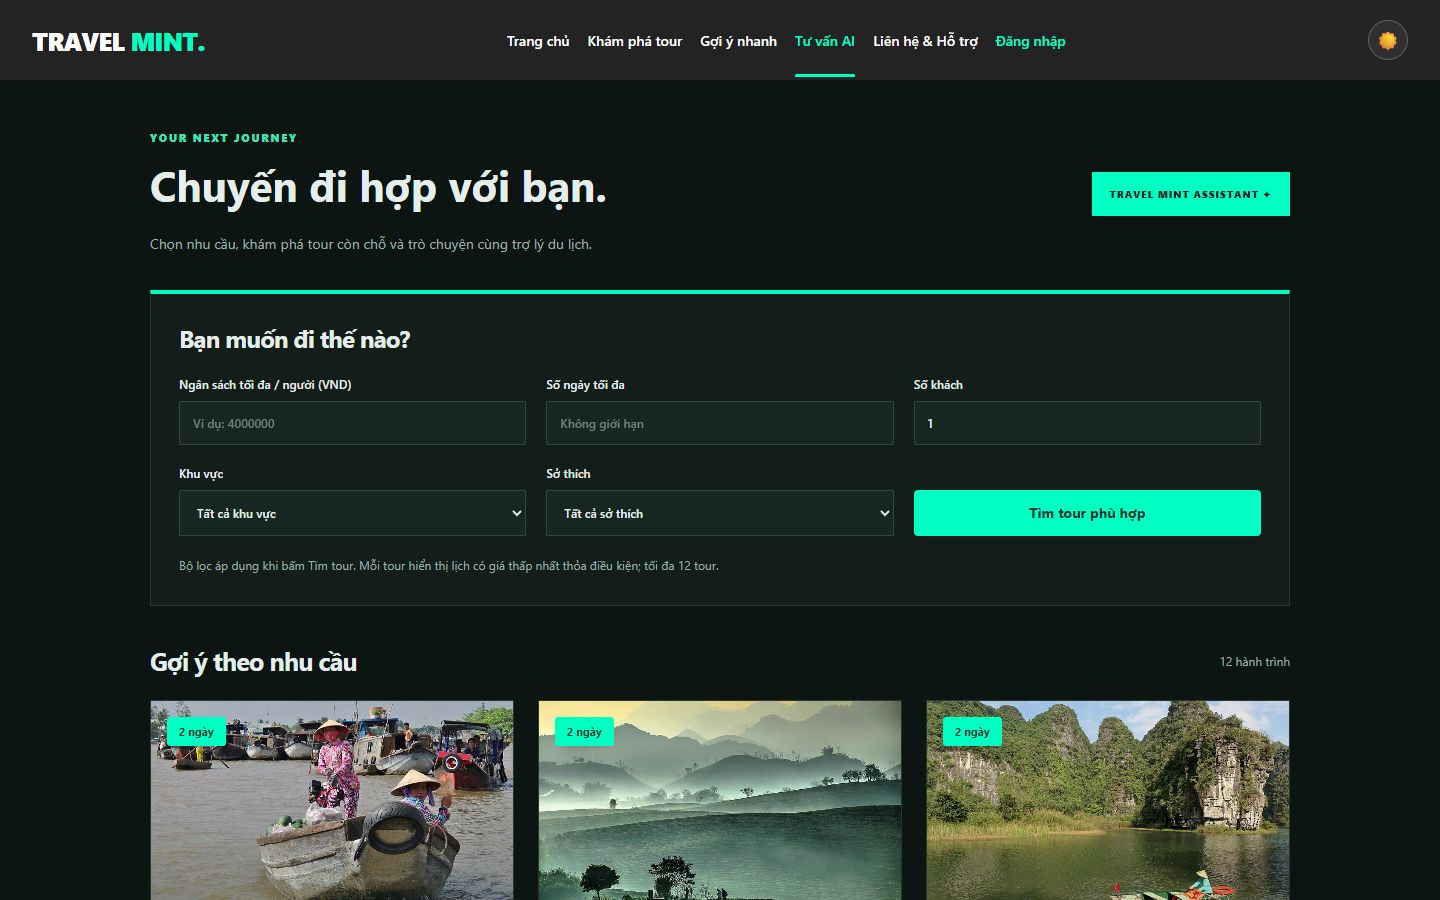 TRAVEL MINT.
Trang chủ
Khám phá tour
Gợi ý nhanh
Tư vấn AI
Liên hệ & Hỗ trợ
Đăng nhập
YOUR NEXT JOURNEY
Chuyến đi hợp với bạn.
TRAVEL MINT ASSISTANT ✦
Chọn nhu cầu, khám phá tour còn chỗ và trò chuyện cùng trợ lý du lịch.
Bạn muốn đi thế nào?
Ngân sách tối đa / người (VND)
Số ngày tối đa
Số khách
Ví dụ: 4000000
Không giới hạn
1
Khu vực
Sở thích
Tất cả khu vực
Tất cả sở thích
Tìm tour phù hợp
Bộ lọc áp dụng khi bấm Tìm tour. Mỗi tour hiển thị lịch có giá thấp nhất thỏa điều kiện; tối đa 12 tour.
Gợi ý theo nhu cầu
12 hành trình
2 ngày
2 ngày
2 ngày